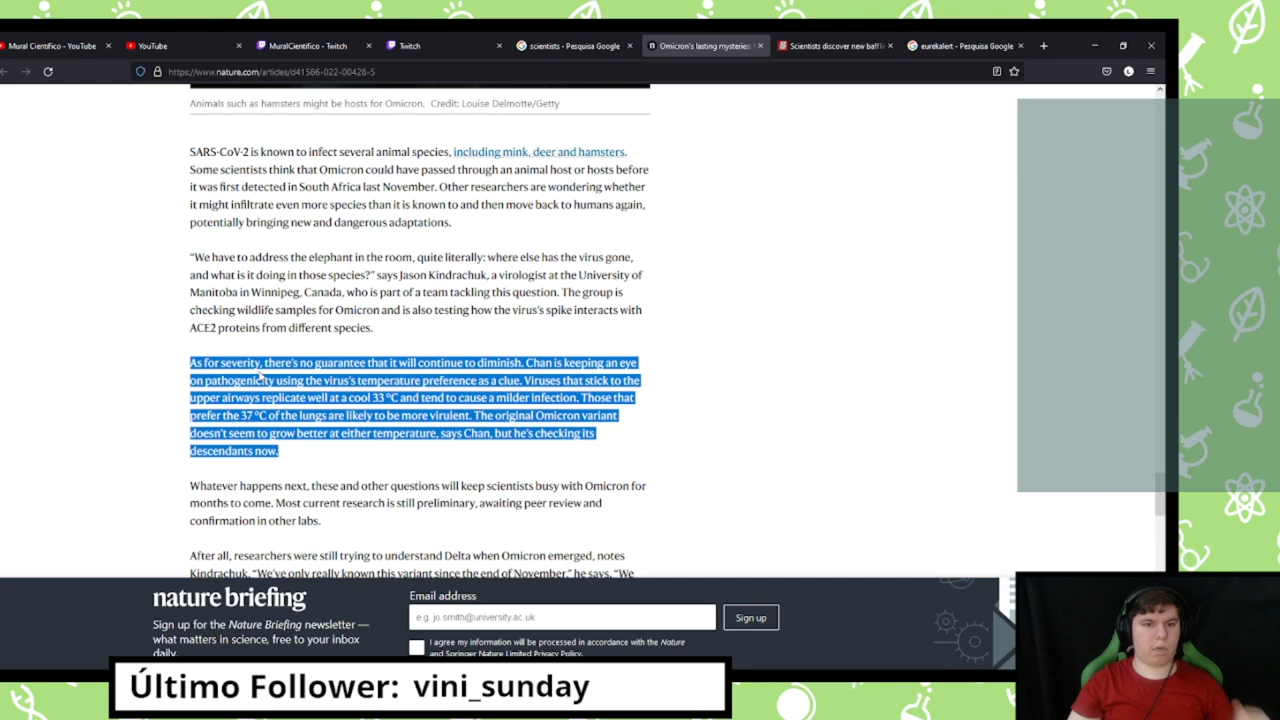 Mural Científico - YouTube
YouTube
MuralCientifico - Twitch
Twitch
scientists - Pesquisa Google
Omicron's lasting mysteries:
Scientists discover new baffli
eurekalert - Pesquisa Google
https://www.nature.com/articles/d41586-022-00428-5
Animals such as hamsters might be hosts for Omicron. Credit: Louise Delmotte/Getty
SARS-CoV-2 is known to infect several animal species, including mink, deer and hamsters.
Some scientists think that Omicron could have passed through an animal host or hosts before
it was first detected in South Africa last November. Other researchers are wondering whether
it might infiltrate even more species than it is known to and then move back to humans again,
potentially bringing new and dangerous adaptations.
“We have to address the elephant in the room, quite literally: where else has the virus gone,
and what is it doing in those species?” says Jason Kindrachuk, a virologist at the University of
Manitoba in Winnipeg, Canada, who is part of a team tackling this question. The group is
checking wildlife samples for Omicron and is also testing how the virus’s spike interacts with
ACE2 proteins from different species.
As for severity, there’s no guarantee that it will continue to diminish. Chan is keeping an eye
on pathogenicity using the virus’s temperature preference as a clue. Viruses that stick to the
upper airways replicate well at a cool 33 °C and tend to cause a milder infection. Those that
prefer the 37 °C of the lungs are likely to be more virulent. The original Omicron variant
doesn’t seem to grow better at either temperature, says Chan, but he’s checking its
descendants now.
Whatever happens next, these and other questions will keep scientists busy with Omicron for
months to come. Most current research is still preliminary, awaiting peer review and
confirmation in other labs.
After all, researchers were still trying to understand Delta when Omicron emerged, notes
Kindrachuk. “We’ve only really known this variant since the end of November,” he says. “We
nature briefing
Sign up for the Nature Briefing newsletter —
what matters in science, free to your inbox
daily.
Email address
e.g. jo.smith@university.ac.uk
Sign up
I agree my information will be processed in accordance with the Nature
and Springer Nature Limited Privacy Policy.
Último Follower: vini_sunday